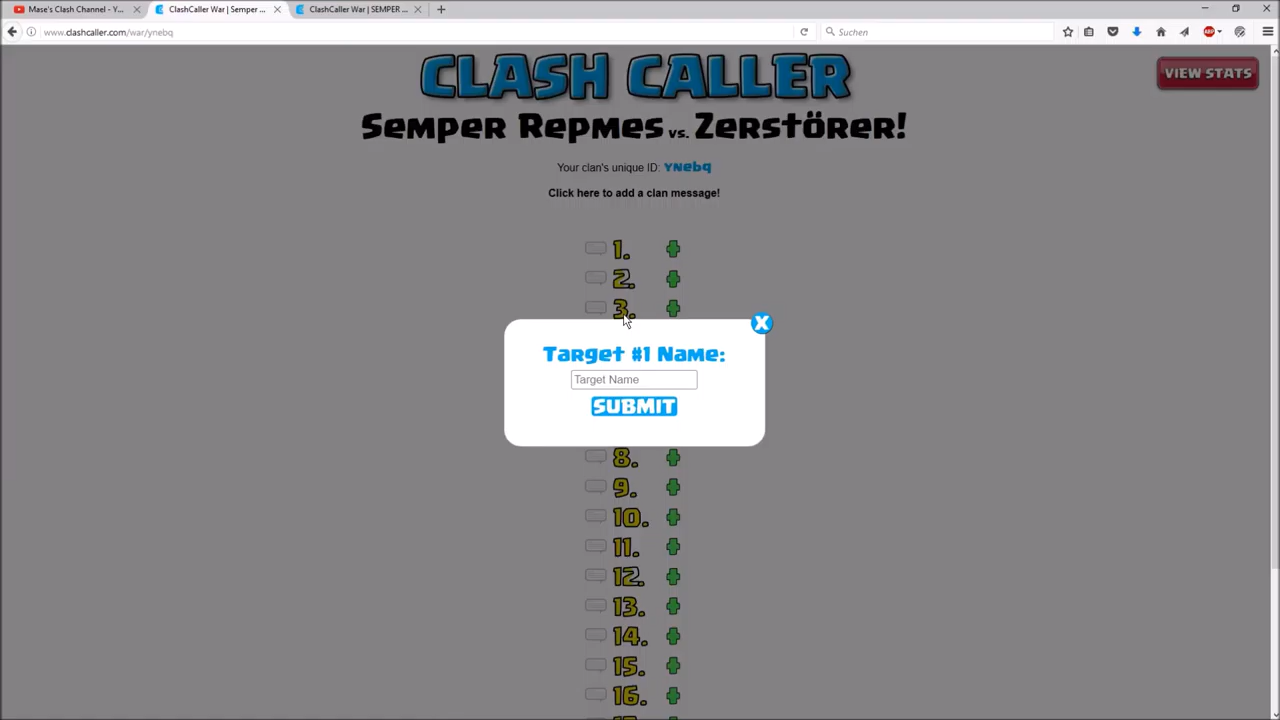 Mase's Clash Channel - Y...
ClashCaller War | Semper ...
ClashCaller War | SEMPER ...
www.clashcaller.com/war/ynebq
Suchen
ABP
CLASH CALLER
VIEW STATS
Semper Repmes vs. Zerstörer!
Your clan's unique ID: YNebq
Click here to add a clan message!
1.
2.
3.
X
Target #1 Name:
Target Name
SUBMIT
8.
9.
10.
11.
12.
13.
14.
15.
16.